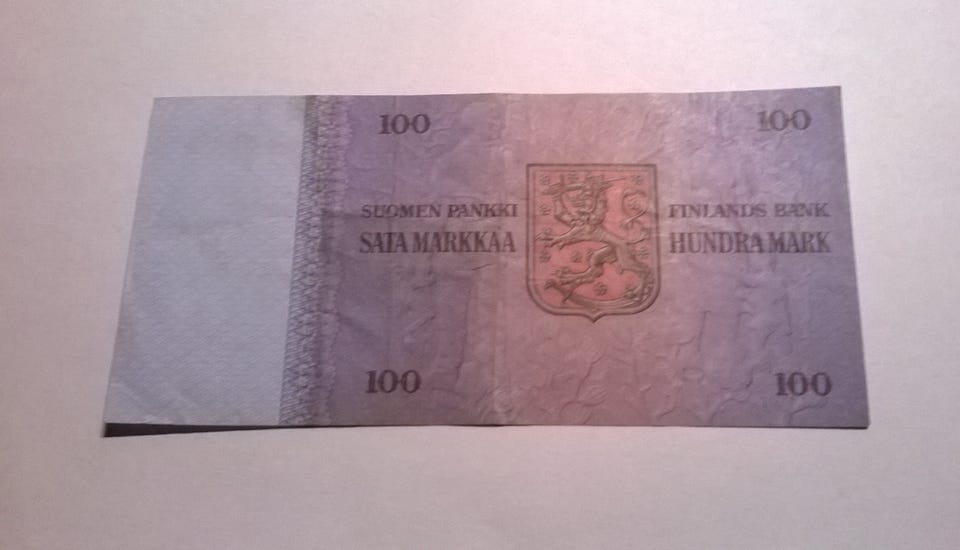 100 100
SUOMEN PANKKI FINLANDS BANK
SATA MARKKAA HUNDRA MARK
100 100